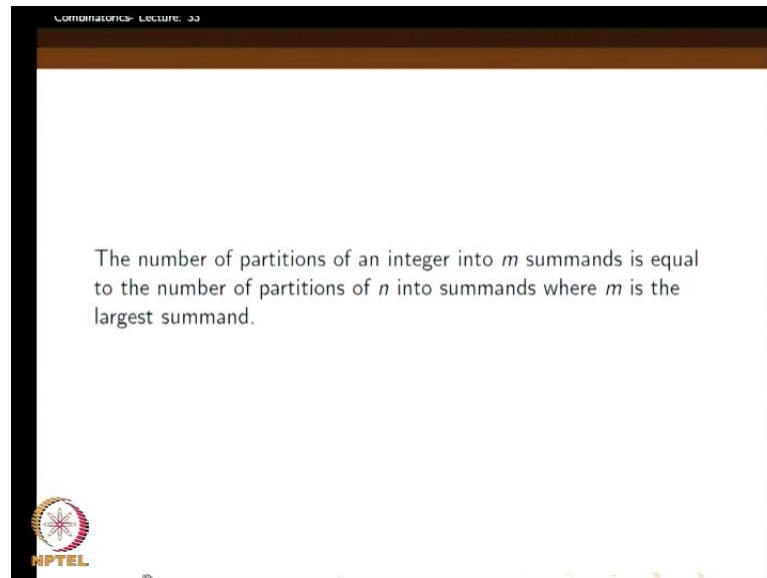 Combinatorics- Lecture: 33
The number of partitions of an integer into m summands is equal
to the number of partitions of n into summands where m is the
largest summand.
NPTEL